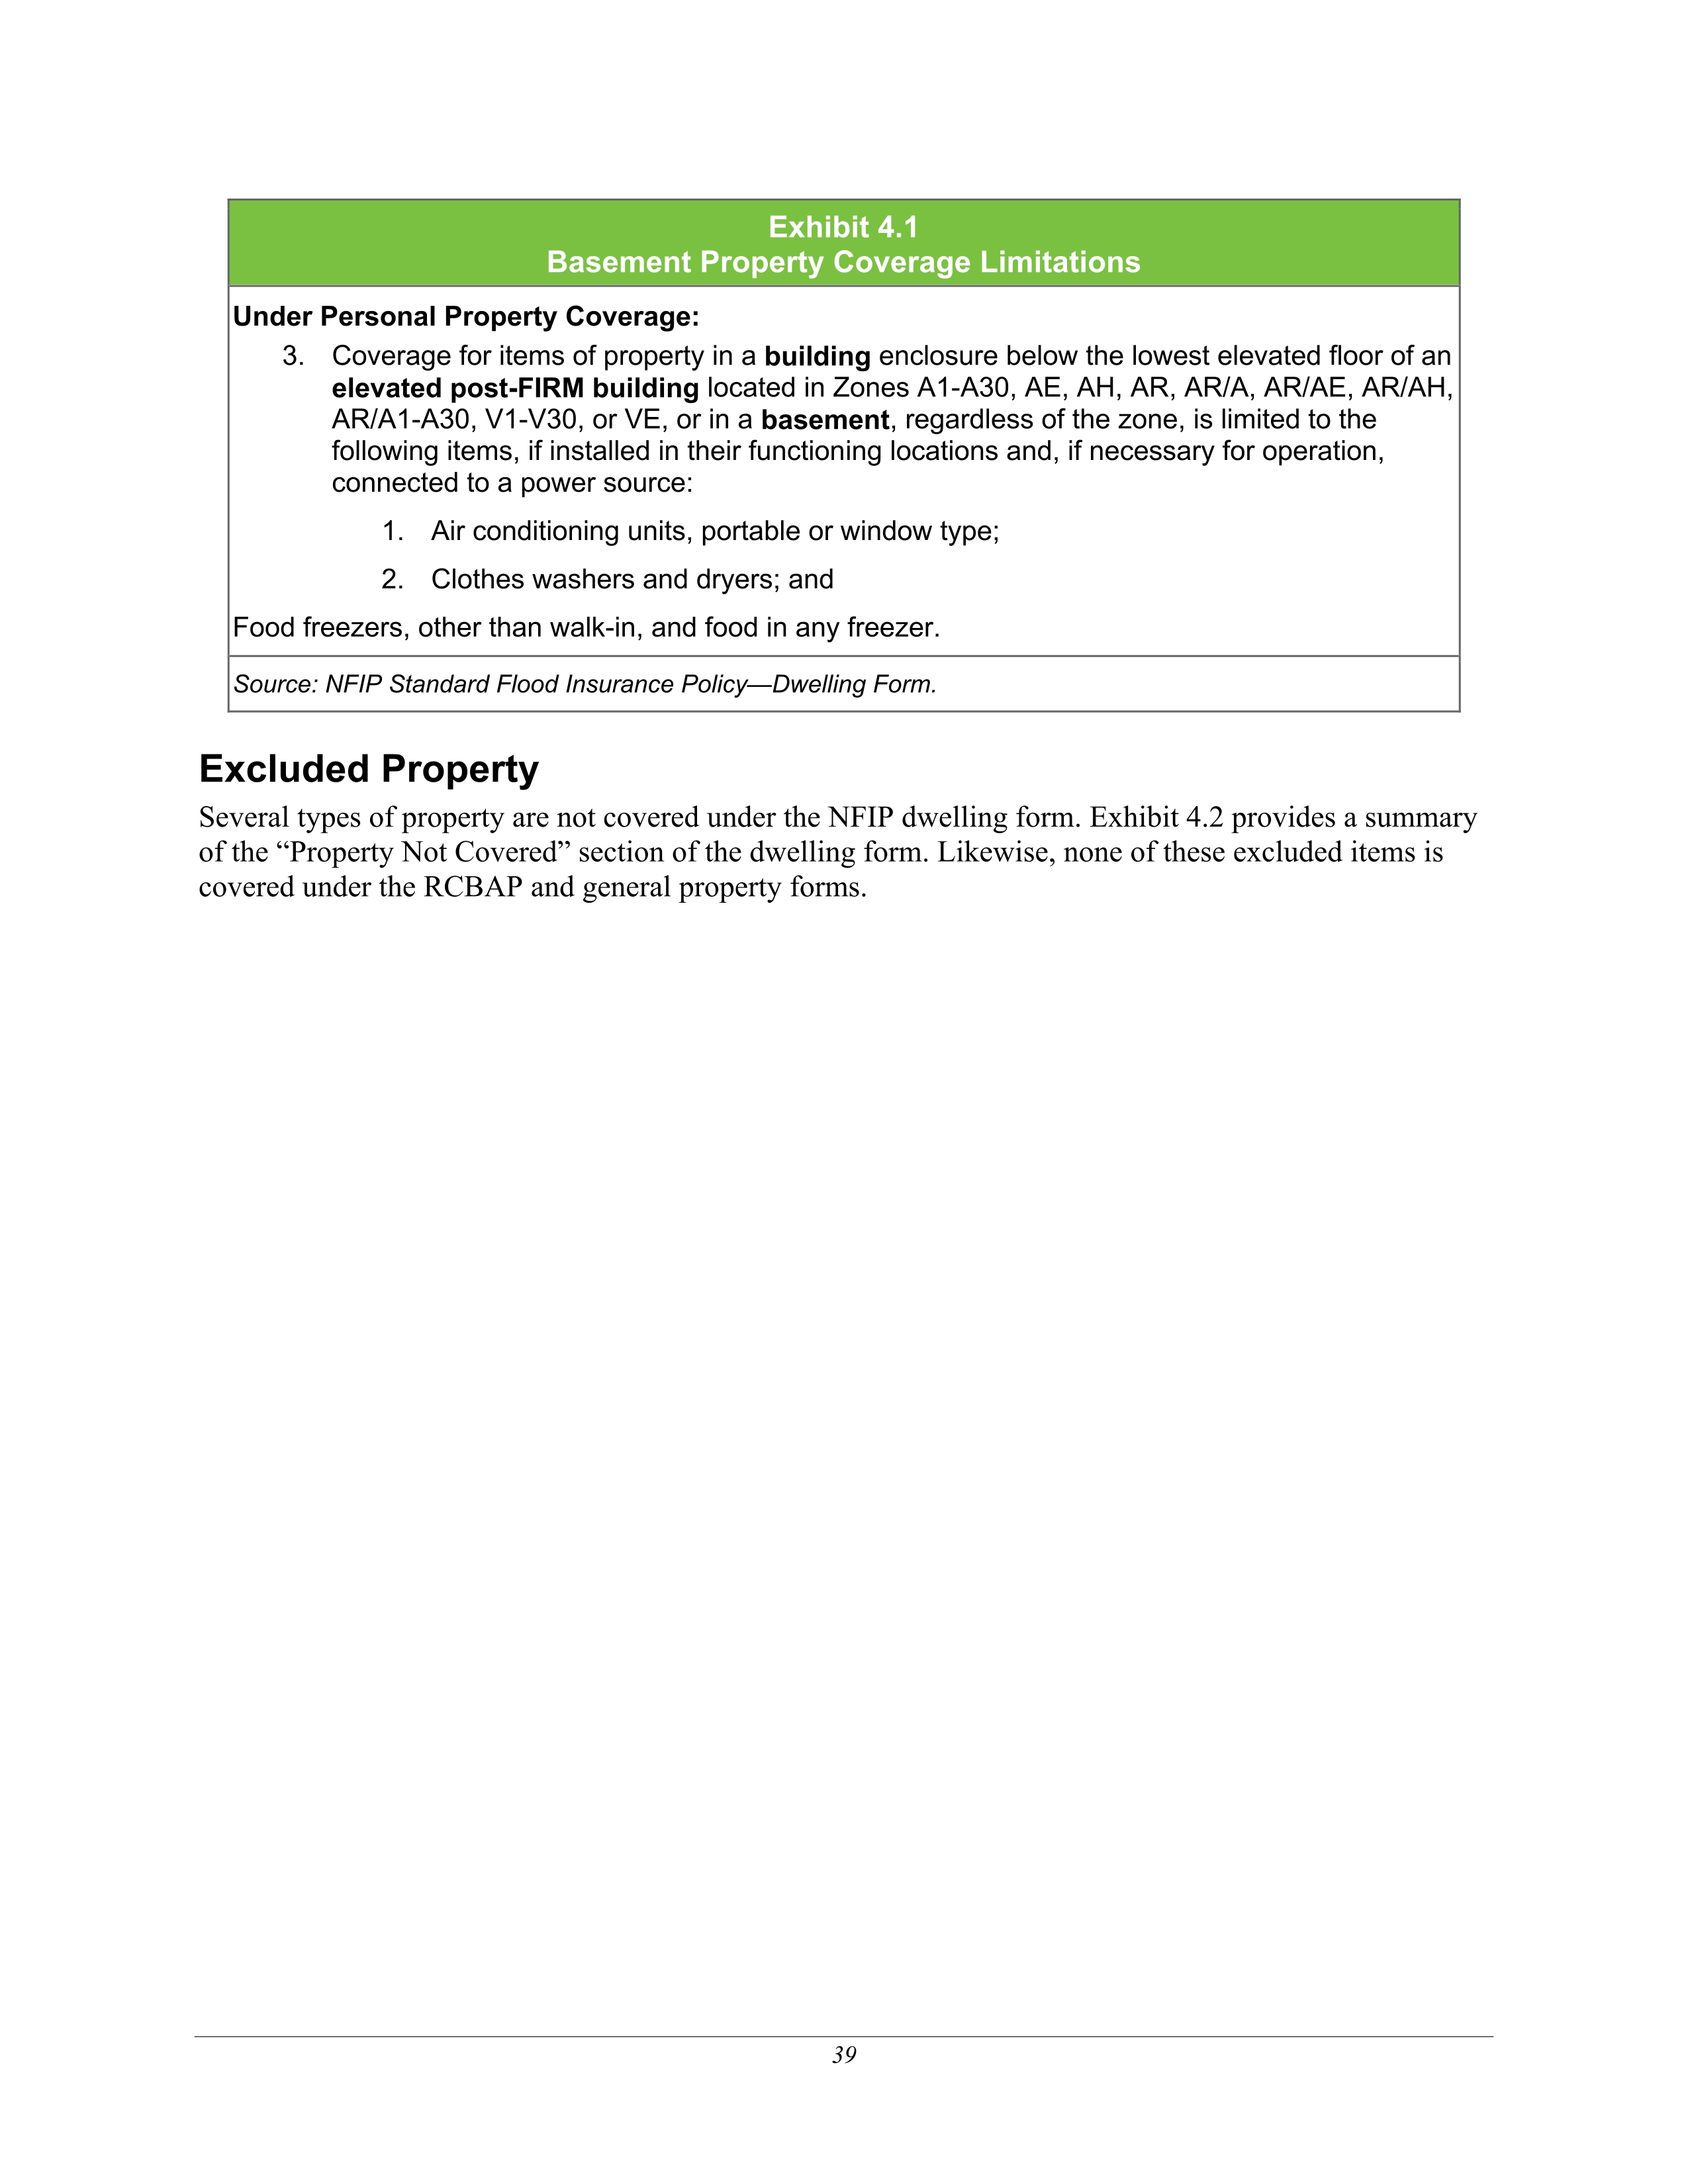 Exhibit 4.1
Basement Property Coverage Limitations
Under Personal Property Coverage:
3. Coverage for items of property in a building enclosure below the lowest elevated floor of an
elevated post-FIRM building located in Zones A1-A30, AE, AH, AR, AR/A, AR/AE, AR/AH,
AR/A1-A30, V1-V30, or VE, or in a basement, regardless of the zone, is limited to the
following items, if installed in their functioning locations and, if necessary for operation,
connected to a power source:
1. Air conditioning units, portable or window type;
2. Clothes washers and dryers; and
Food freezers, other than walk-in, and food in any freezer.
Source: NFIP Standard Flood Insurance Policy—Dwelling Form.
Excluded Property
Several types of property are not covered under the NFIP dwelling form. Exhibit 4.2 provides a summary
of the “Property Not Covered” section of the dwelling form. Likewise, none of these excluded items is
covered under the RCBAP and general property forms.
39